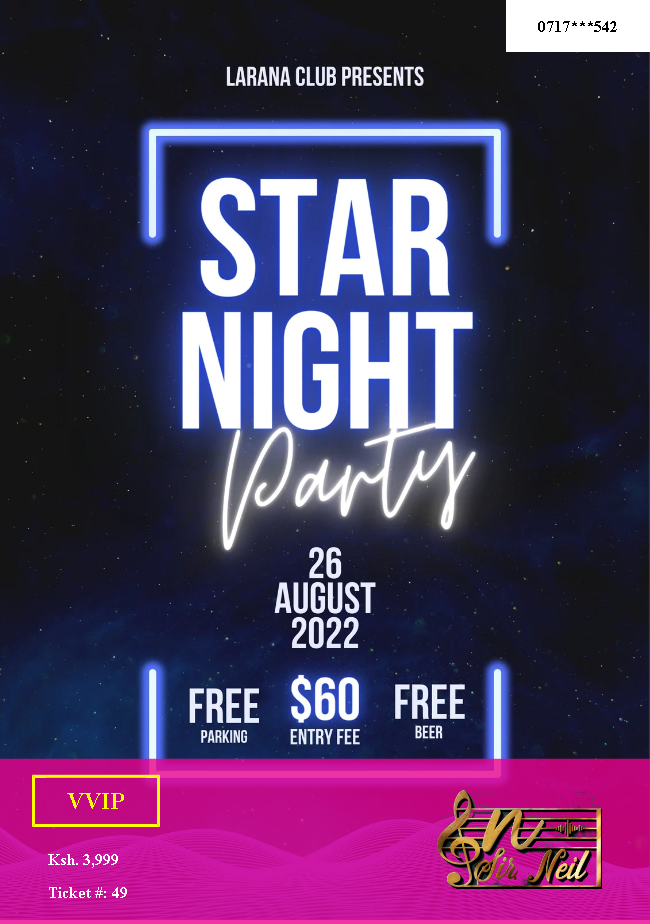 0717***542
LARANA CLUB PRESENTS
STAR
NIGHT
Party
26
AUGUST
2022
FREE
PARKING
$60
ENTRY FEE
FREE
BEER
VVIP
Ksh. 3,999
Ticket #: 49
Sir. Neil